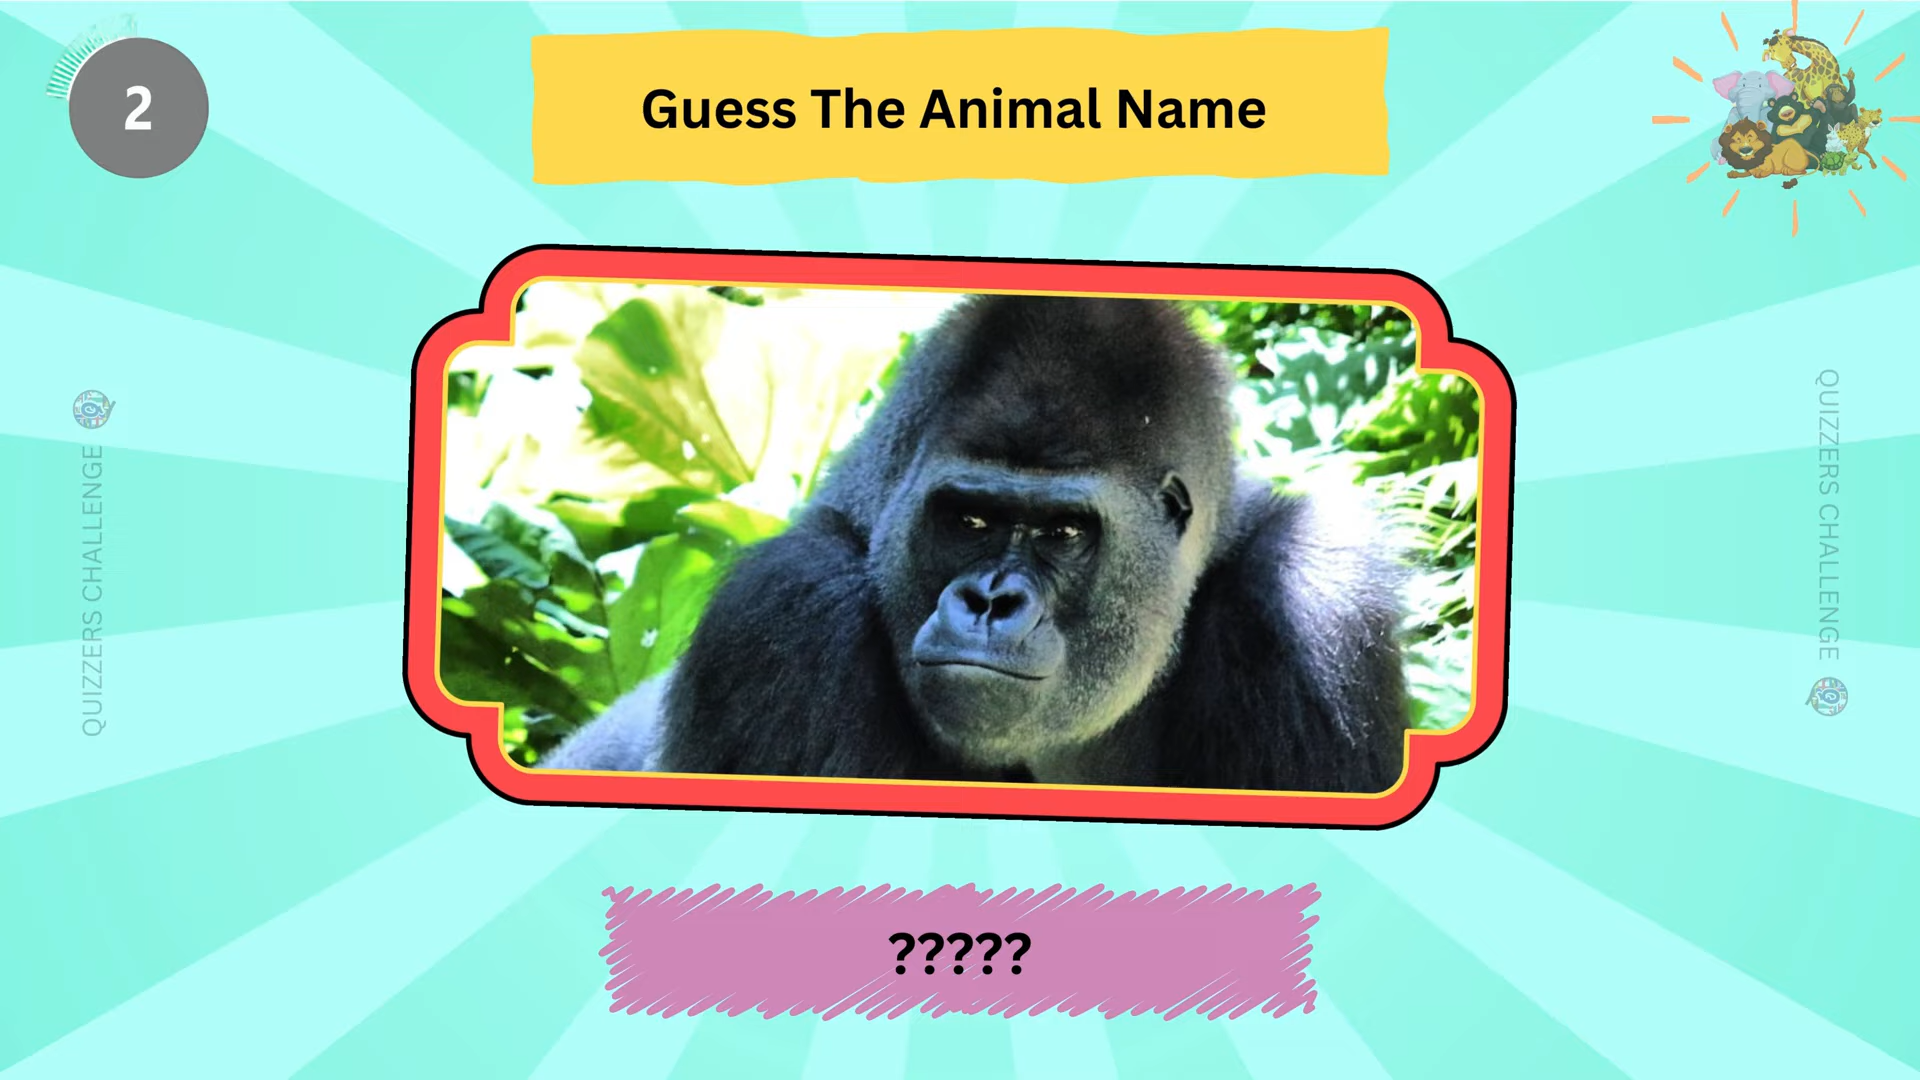 2
Guess The Animal Name
QUIZZERS CHALLENGE
QUIZZERS CHALLENGE
?????